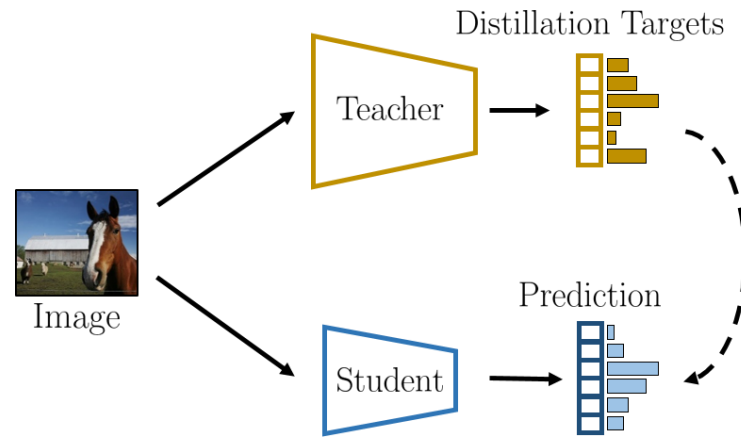 Distillation Targets
Teacher
Image
Prediction
Student